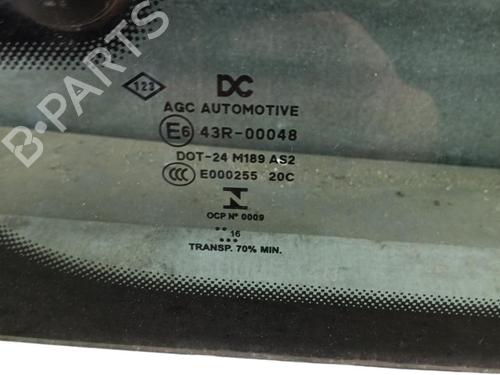 123
DC
AGC AUTOMOTIVE
E6 43R-00048
DOT-24 M189 AS2
CCC E000255 20C
N
OCP Nº 0009
.. 16
...
TRANSP. 70% MIN.
B-PARTS